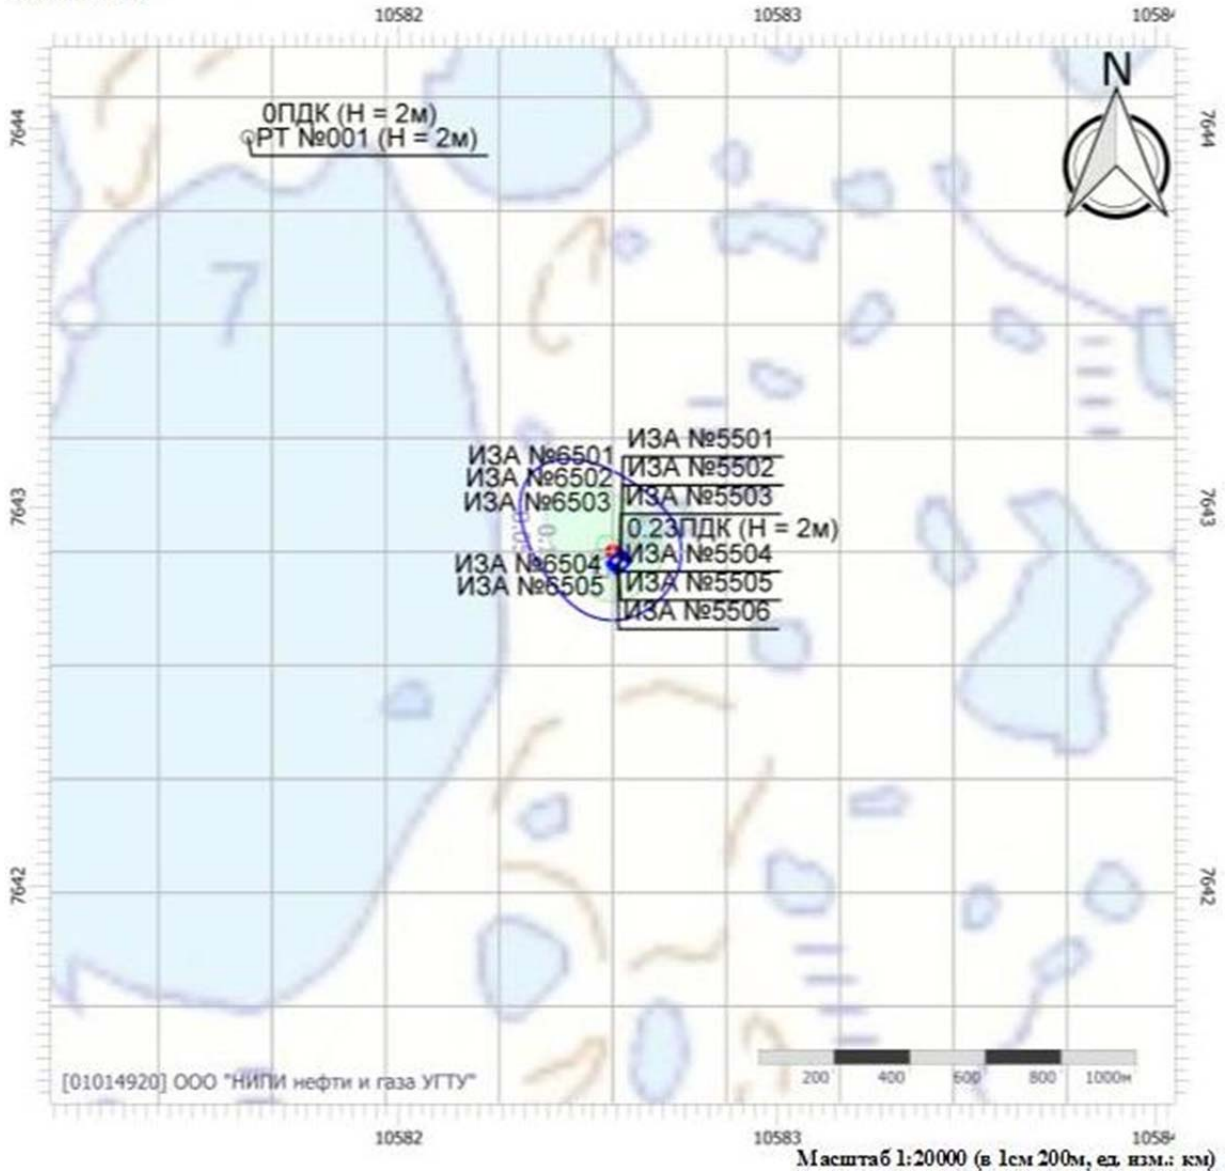 10582 10583 1058
N
7644
7644
0ПДК (Н = 2м)
РТ №001 (Н = 2м)
7
ИЗА №5501
ИЗА №6501
ИЗА №5502
ИЗА №6502
ИЗА №5503
ИЗА №6503
7643
7643
0.23ПДК (Н = 2м)
ИЗА №5504
ИЗА №6504
ИЗА №5505
ИЗА №6505
ИЗА №5506
7642
7642
200 400 600 800 1000м
[01014920] ООО "НИПИ нефти и газа УГТУ"
10582 10583 1058
Масштаб 1:20000 (в 1см 200м, ед. изм.: км)